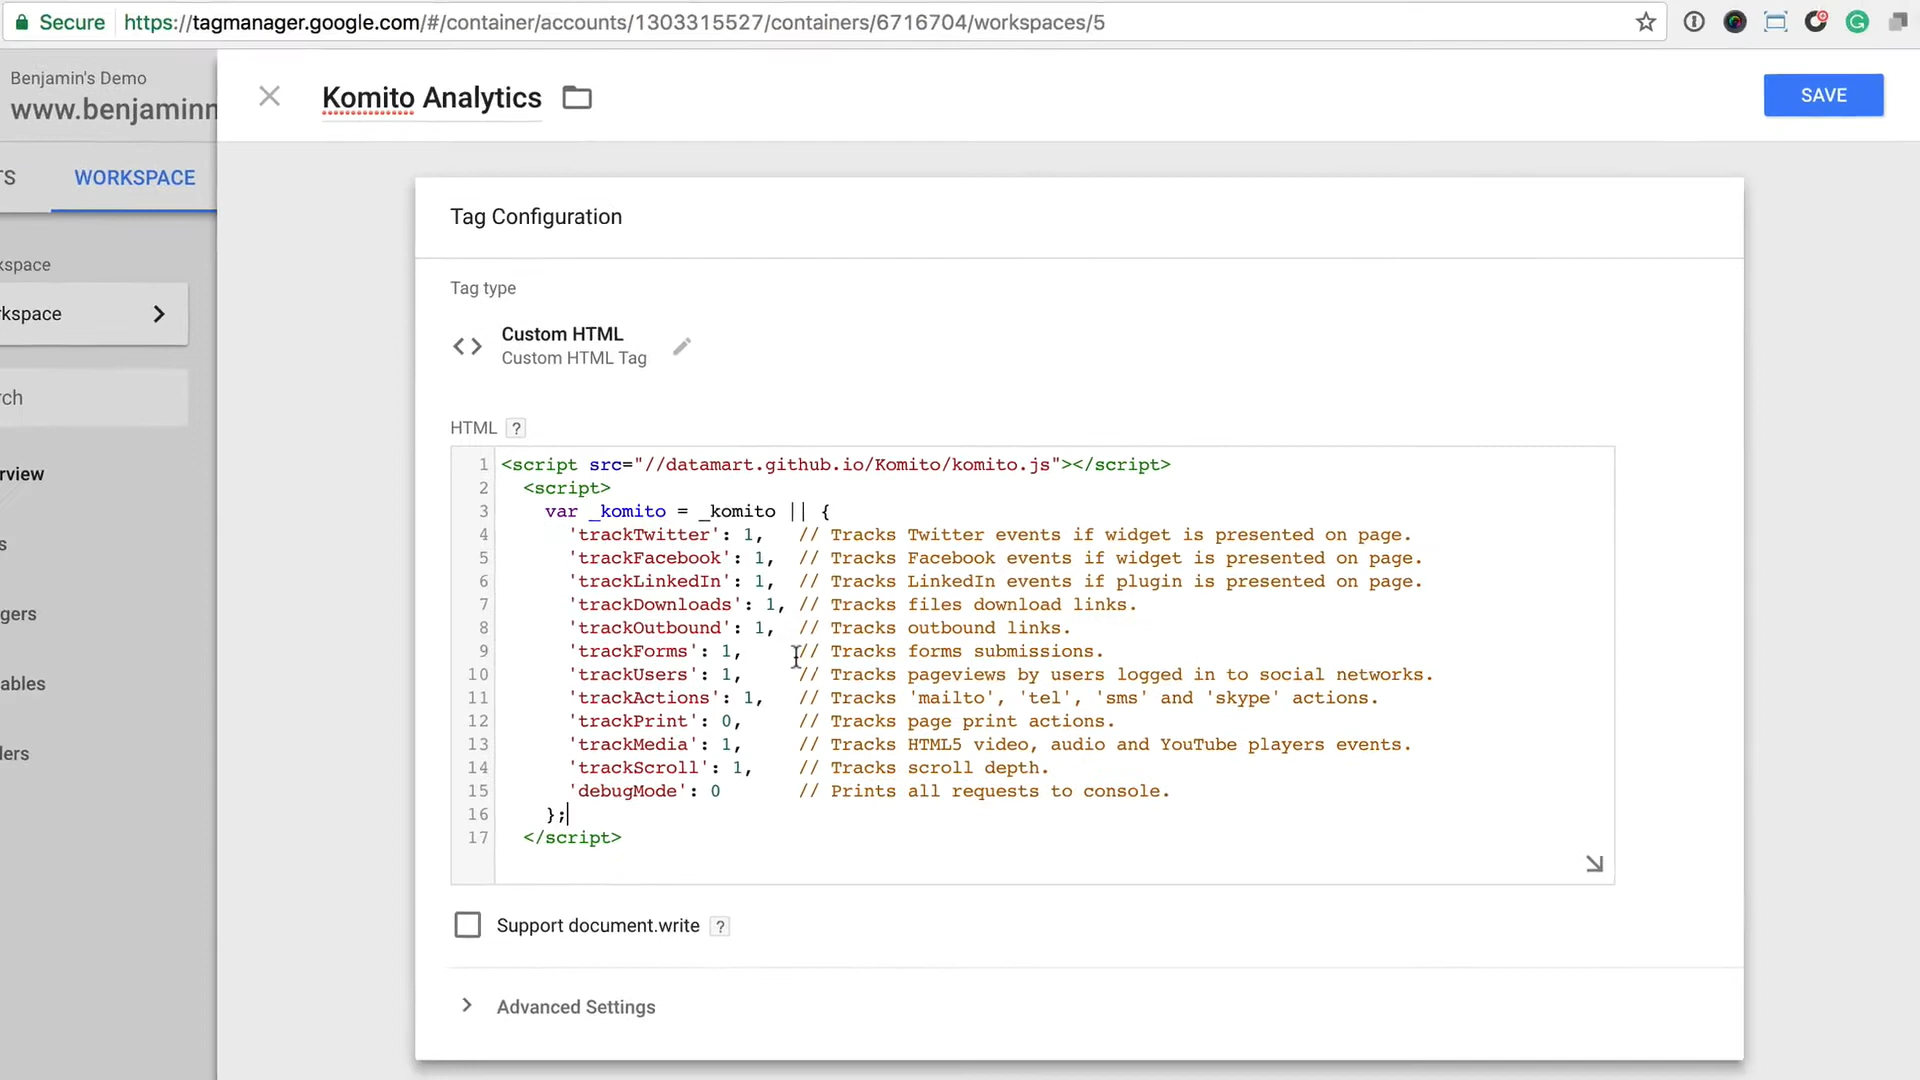 Secure https://tagmanager.google.com/#/container/accounts/1303315527/containers/6716704/workspaces/5
Benjamin's Demo
www.benjaminn
Komito Analytics
SAVE
TS
WORKSPACE
Tag Configuration
kspace
Tag type
rkspace
Custom HTML
Custom HTML Tag
rch
HTML ?
1 <script src="//datamart.github.io/Komito/komito.js"></script>
rview
2 <script>
3 var _komito = _komito || {
4 'trackTwitter': 1, // Tracks Twitter events if widget is presented on page.
s
5 'trackFacebook': 1, // Tracks Facebook events if widget is presented on page.
6 'trackLinkedIn': 1, // Tracks LinkedIn events if plugin is presented on page.
7 'trackDownloads': 1, // Tracks files download links.
gers
8 'trackOutbound': 1, // Tracks outbound links.
9 'trackForms': 1, // Tracks forms submissions.
10 'trackUsers': 1, // Tracks pageviews by users logged in to social networks.
ables
11 'trackActions': 1, // Tracks 'mailto', 'tel', 'sms' and 'skype' actions.
12 'trackPrint': 0, // Tracks page print actions.
13 'trackMedia': 1, // Tracks HTML5 video, audio and YouTube players events.
ders
14 'trackScroll': 1, // Tracks scroll depth.
15 'debugMode': 0 // Prints all requests to console.
16 };
17 </script>
Support document.write ?
Advanced Settings